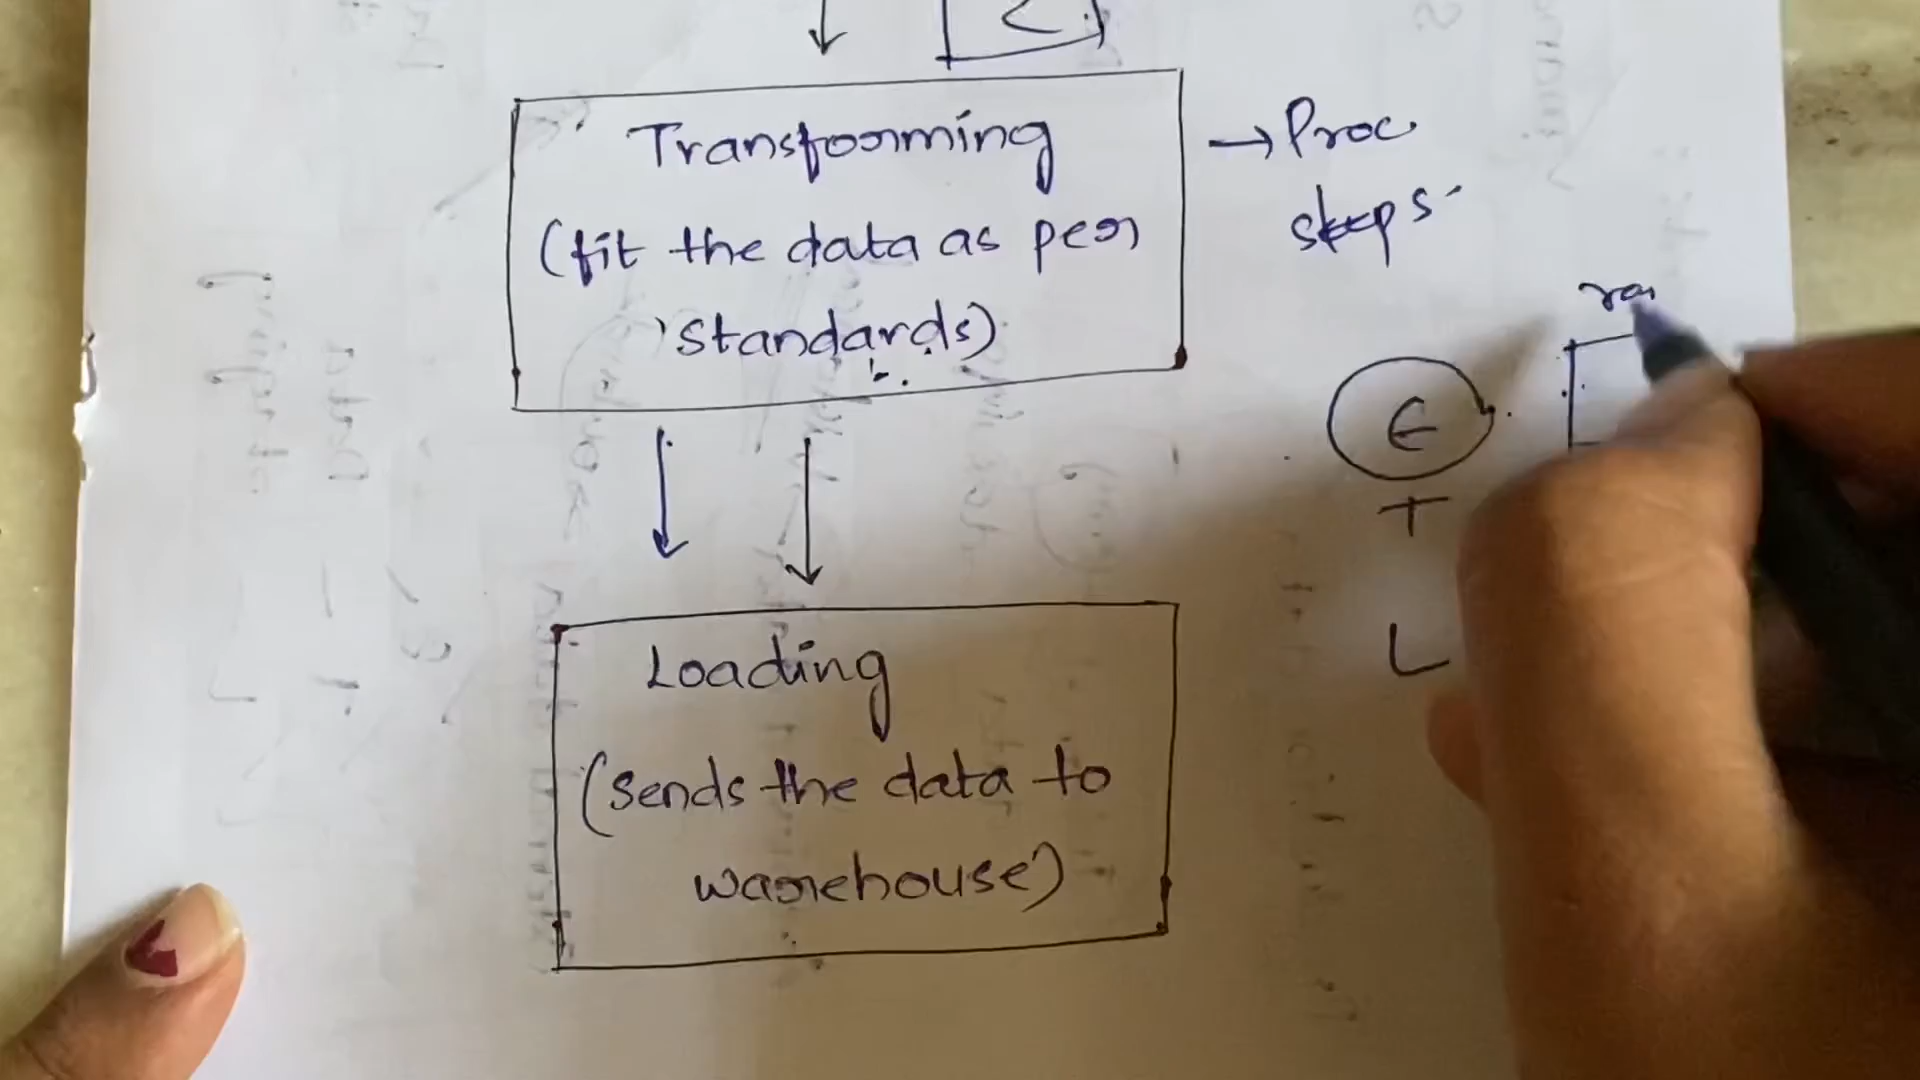 Transforming
(fit the data as per
standards)
→ Proc
steps
E
T
L
Loading
(sends the data to
warehouse)